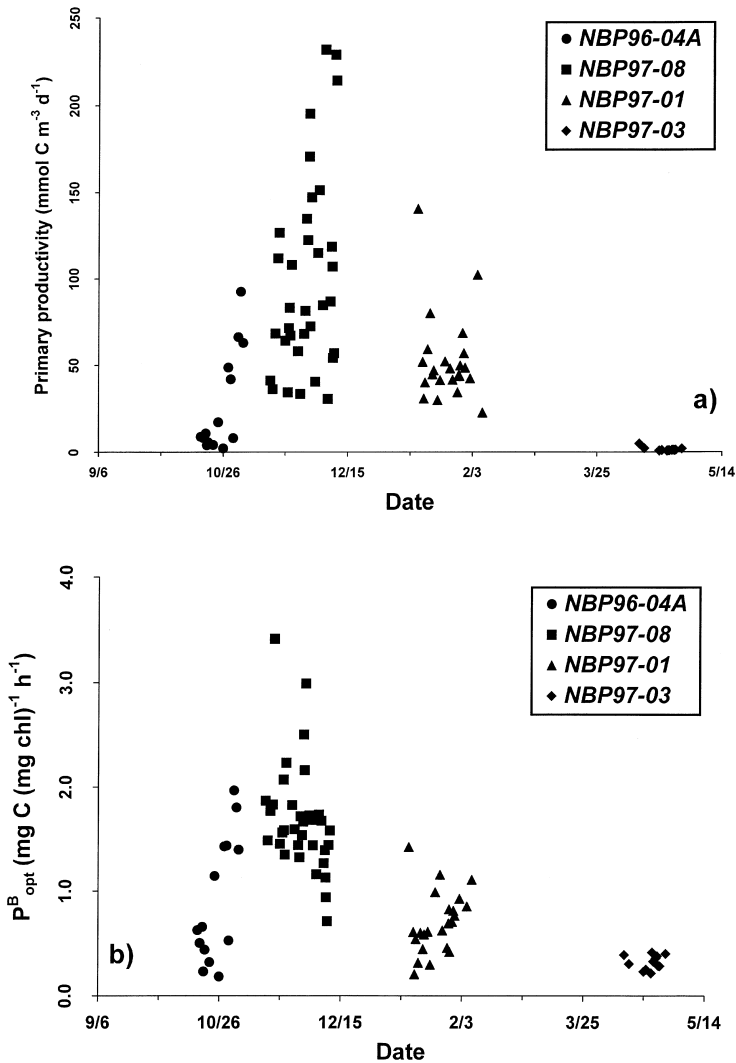 250
200
150
100
50
0
Primary productivity (mmol C m⁻³ d⁻¹)
NBP96-04A
NBP97-08
NBP97-01
NBP97-03
a)
9/6 10/26 12/15 2/3 3/25 5/14
Date
4.0
3.0
2.0
1.0
0.0
Pᴮopt (mg C (mg chl)⁻¹ h⁻¹)
NBP96-04A
NBP97-08
NBP97-01
NBP97-03
b)
9/6 10/26 12/15 2/3 3/25 5/14
Date